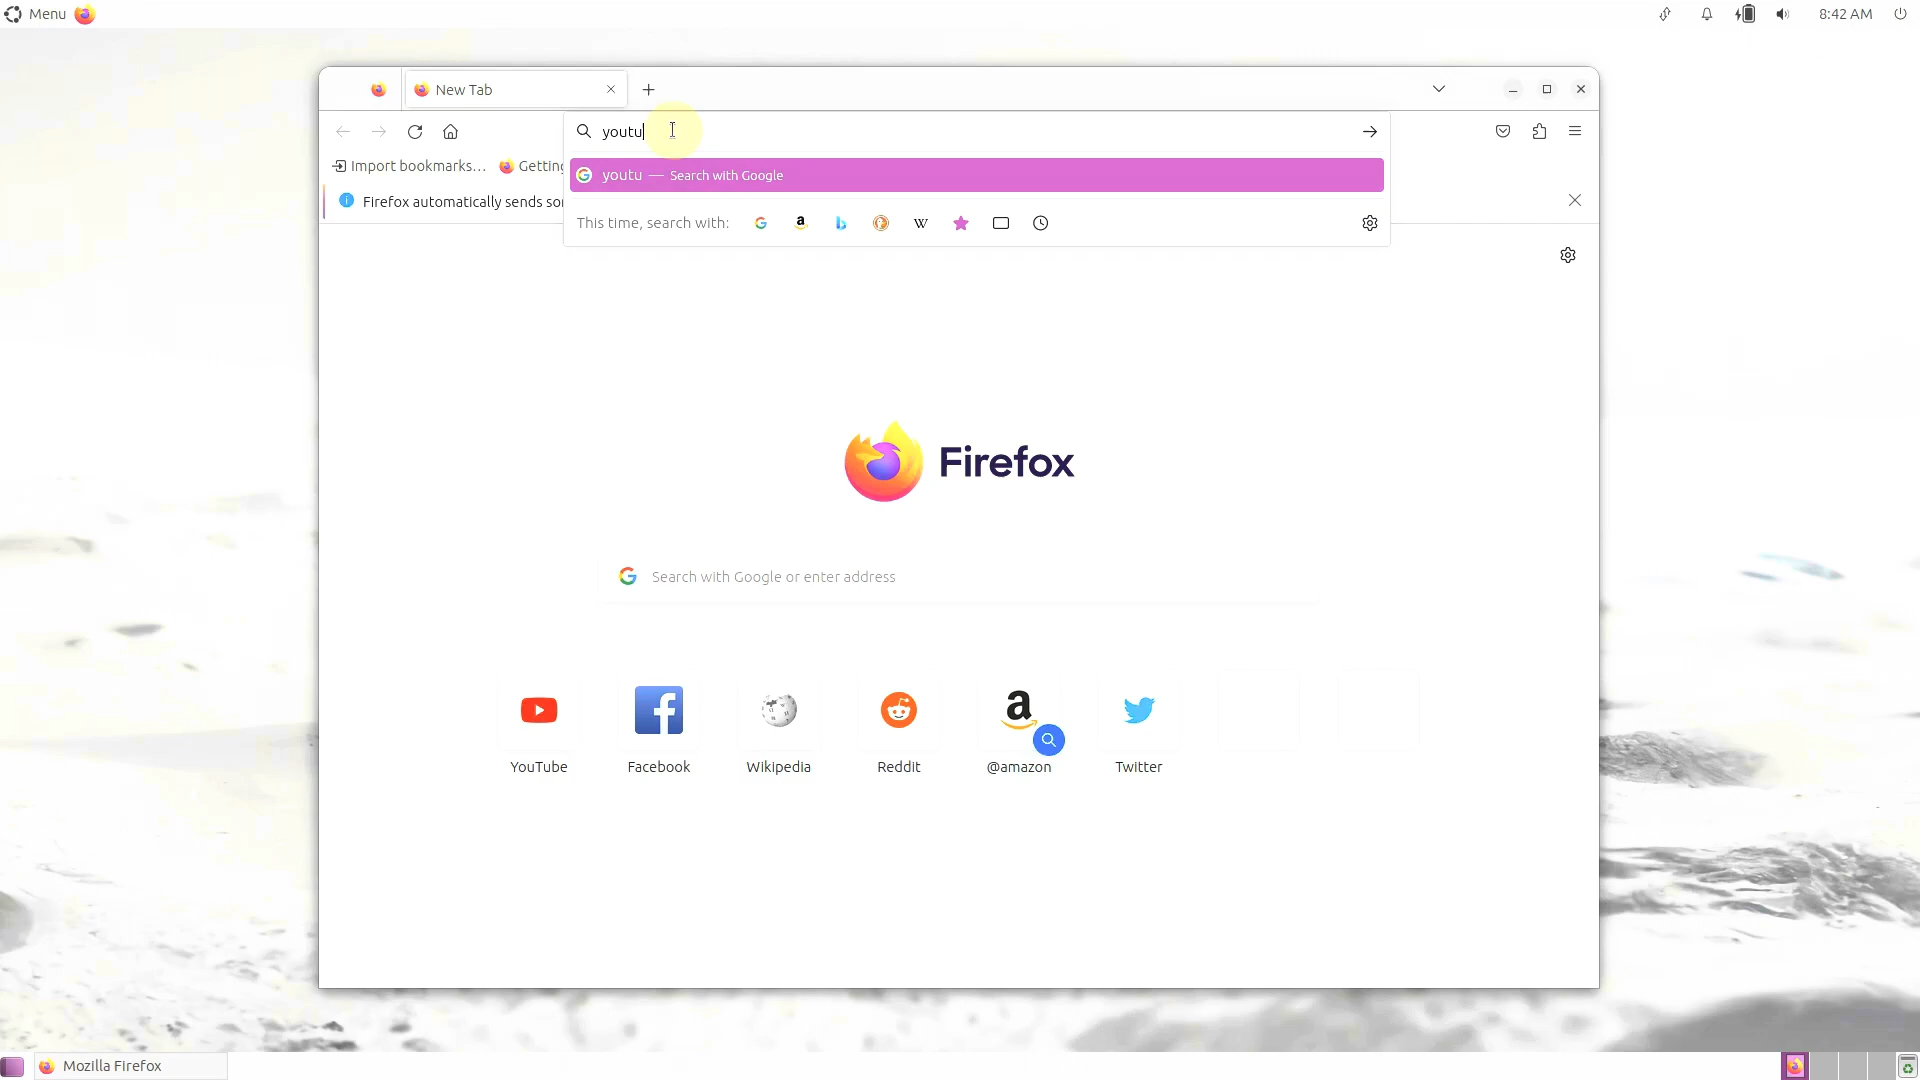 Menu
8:42 AM
New Tab
youtu
Import bookmarks...
Getting
youtu — Search with Google
Firefox automatically sends so
This time, search with:
Firefox
Search with Google or enter address
YouTube
Facebook
Wikipedia
Reddit
@amazon
Twitter
Mozilla Firefox